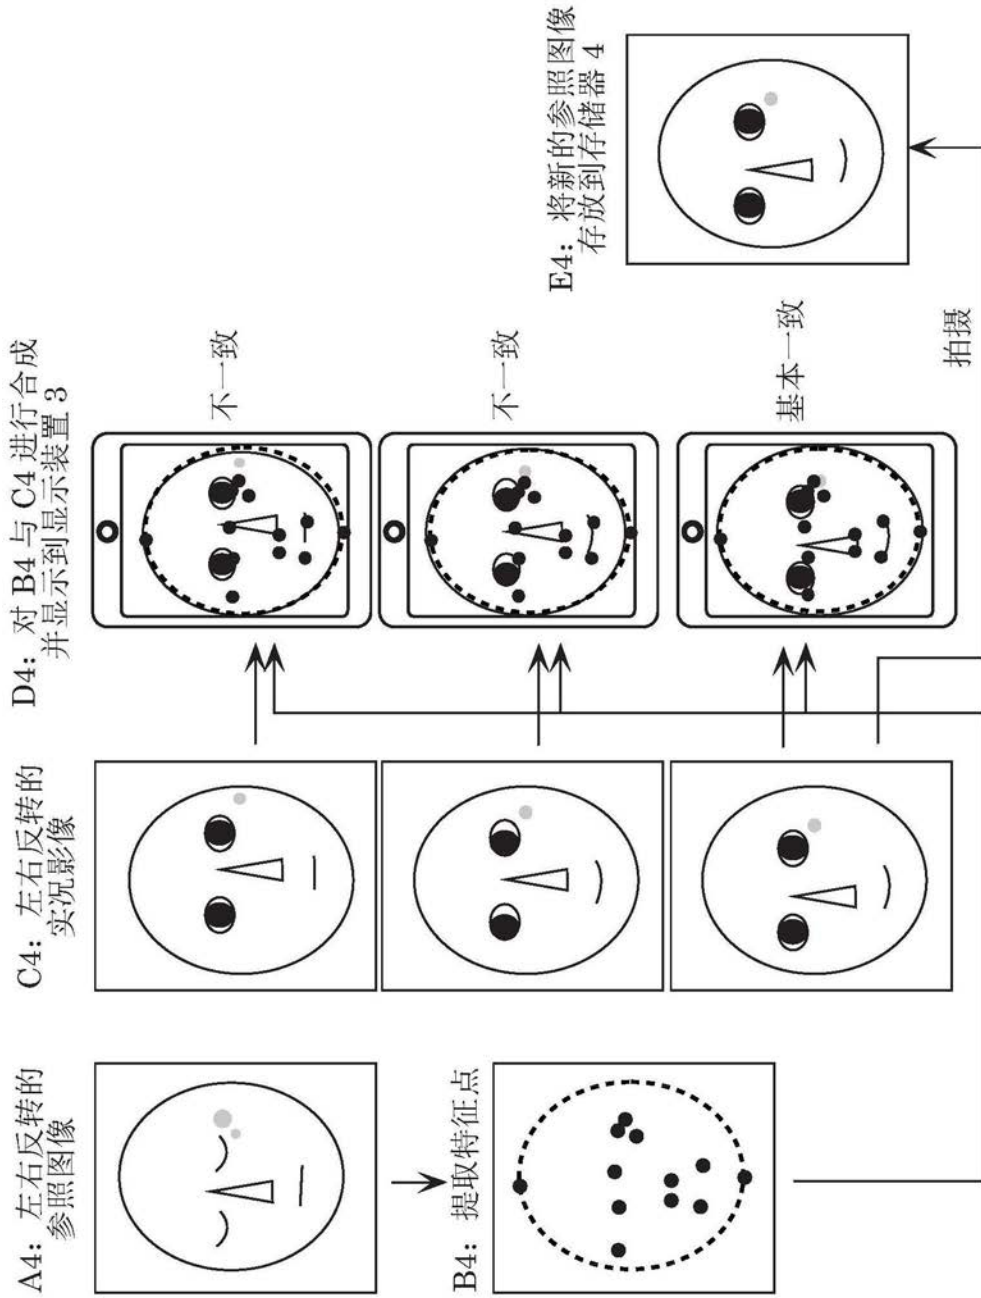 A4: 左右反转的
参照图像
B4: 提取特征点
C4: 左右反转的
实况影像
D4: 对 B4 与 C4 进行合成
并显示到显示装置 3
不一致
不一致
基本一致
E4: 将新的参照图像
存放到存储器 4
拍摄